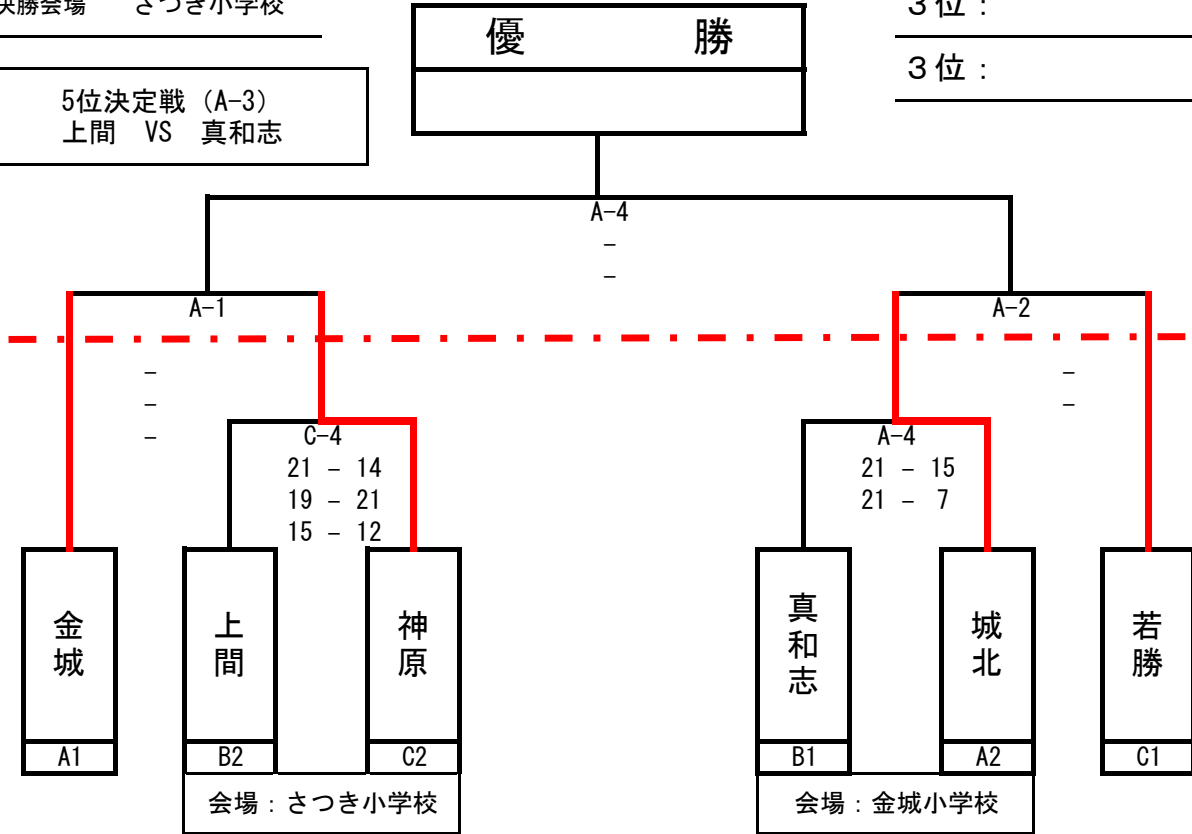 決勝会場　さつき小学校
3位：
優　勝
3位：
5位決定戦（A-3）
上間　VS　真和志
A-4
-
-
A-1
A-2
-
-
-
-
-
C-4
A-4
21 - 14
21 - 15
19 - 21
21 - 7
15 - 12
金城
上間
神原
真和志
城北
若勝
A1
B2
C2
B1
A2
C1
会場：さつき小学校
会場：金城小学校